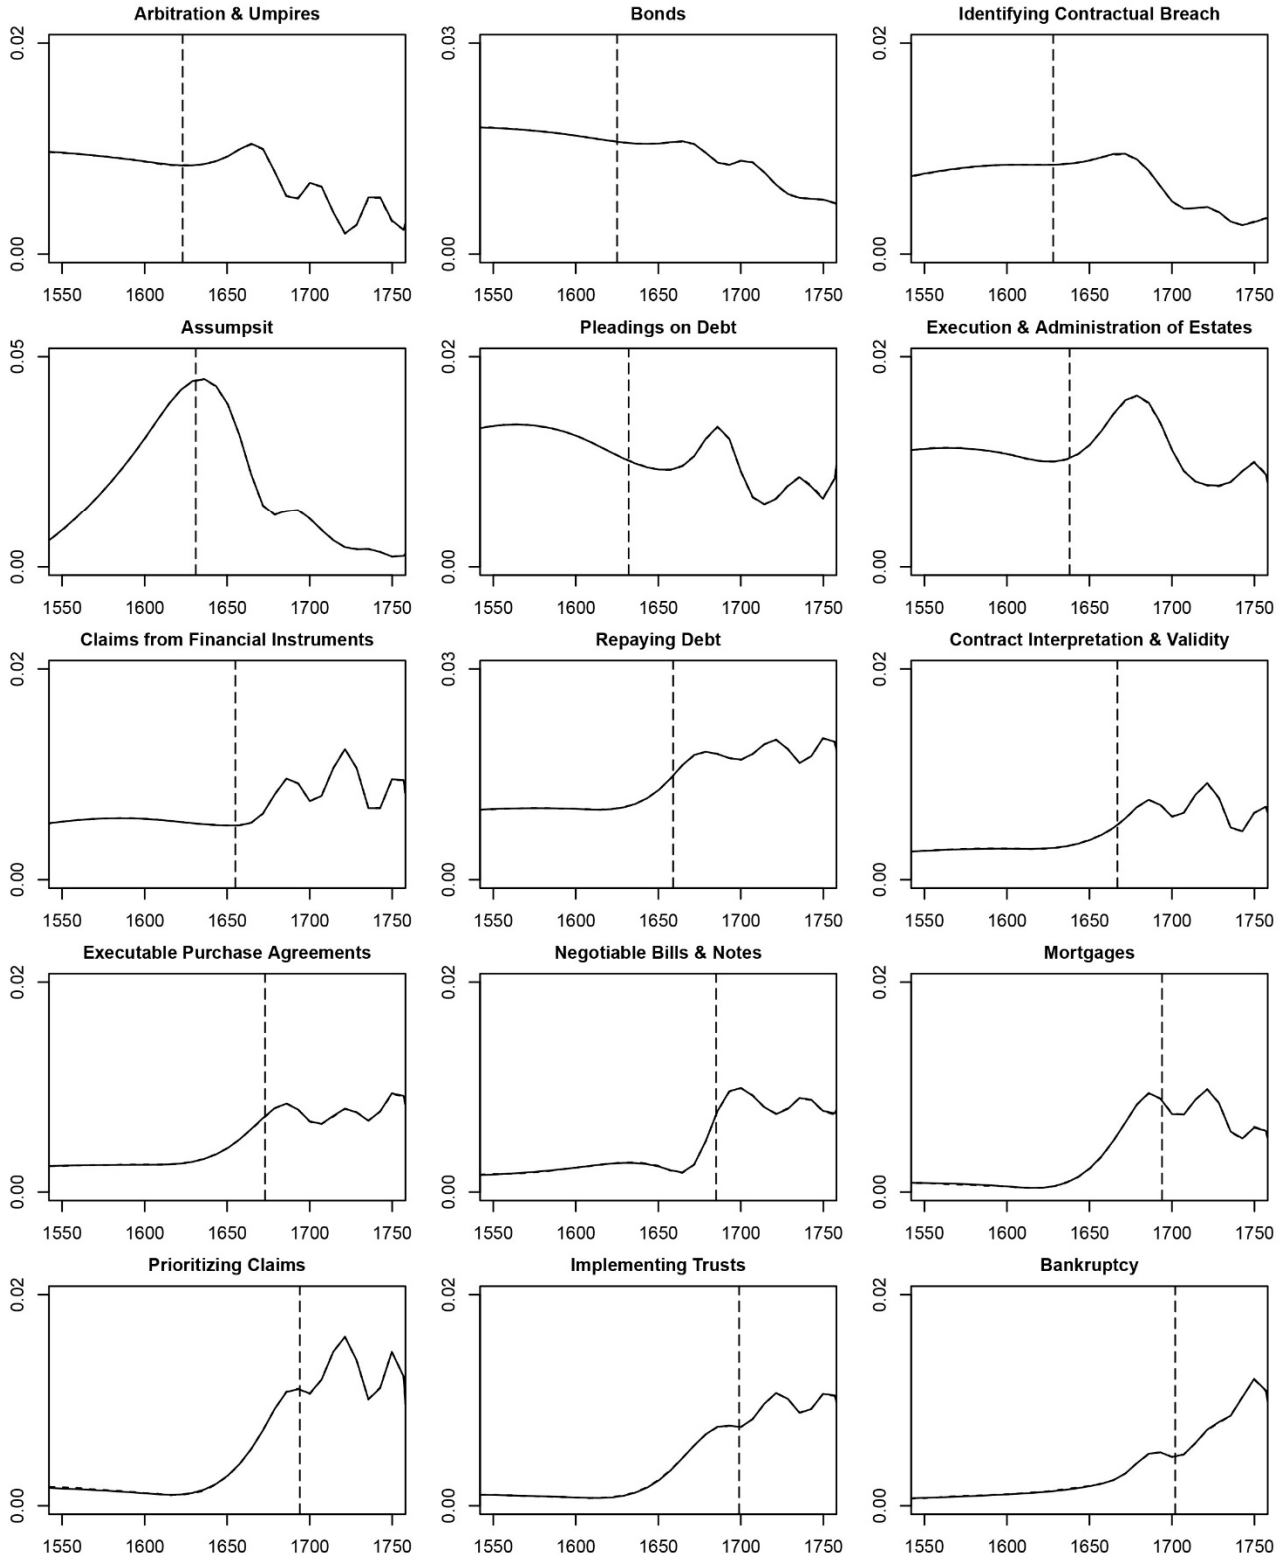 Arbitration & Umpires Bonds Identifying Contractual Breach
0.02 0.03 0.02
0.00 0.00 0.00
1550 1600 1650 1700 1750 1550 1600 1650 1700 1750 1550 1600 1650 1700 1750
Assumpsit Pleadings on Debt Execution & Administration of Estates
0.05 0.02 0.02
0.00 0.00 0.00
1550 1600 1650 1700 1750 1550 1600 1650 1700 1750 1550 1600 1650 1700 1750
Claims from Financial Instruments Repaying Debt Contract Interpretation & Validity
0.02 0.03 0.02
0.00 0.00 0.00
1550 1600 1650 1700 1750 1550 1600 1650 1700 1750 1550 1600 1650 1700 1750
Executable Purchase Agreements Negotiable Bills & Notes Mortgages
0.02 0.02 0.02
0.00 0.00 0.00
1550 1600 1650 1700 1750 1550 1600 1650 1700 1750 1550 1600 1650 1700 1750
Prioritizing Claims Implementing Trusts Bankruptcy
0.02 0.02 0.02
0.00 0.00 0.00
1550 1600 1650 1700 1750 1550 1600 1650 1700 1750 1550 1600 1650 1700 1750